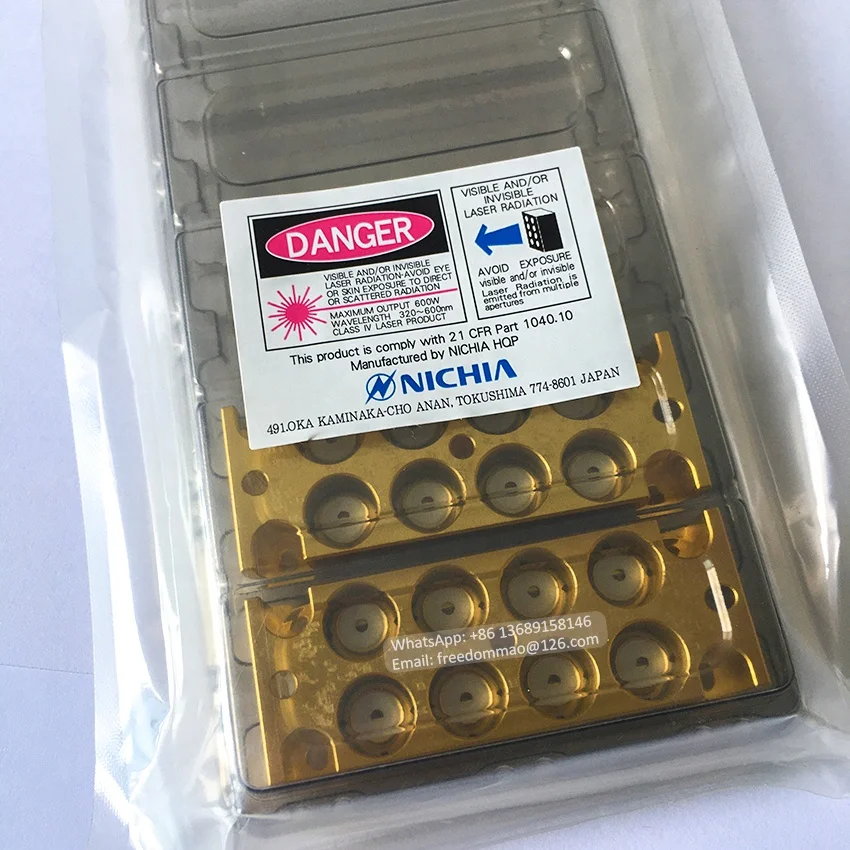 DANGER
VISIBLE AND/OR INVISIBLE
LASER RADIATION-AVOID EYE
OR SKIN EXPOSURE TO DIRECT
OR SCATTERED RADIATION
MAXIMUM OUTPUT 600W
WAVELENGTH 320~600nm
CLASS IV LASER PRODUCT
VISIBLE AND/OR
INVISIBLE
LASER RADIATION
AVOID EXPOSURE
visible and/or invisible
Laser Radiation is
emitted from multiple
apertures
This product is comply with 21 CFR Part 1040.10
Manufactured by NICHIA HQP
NICHIA
491.OKA KAMINAKA-CHO ANAN, TOKUSHIMA 774-8601 JAPAN
WhatsApp: +86 13689158146
Email: freedommao@126.com